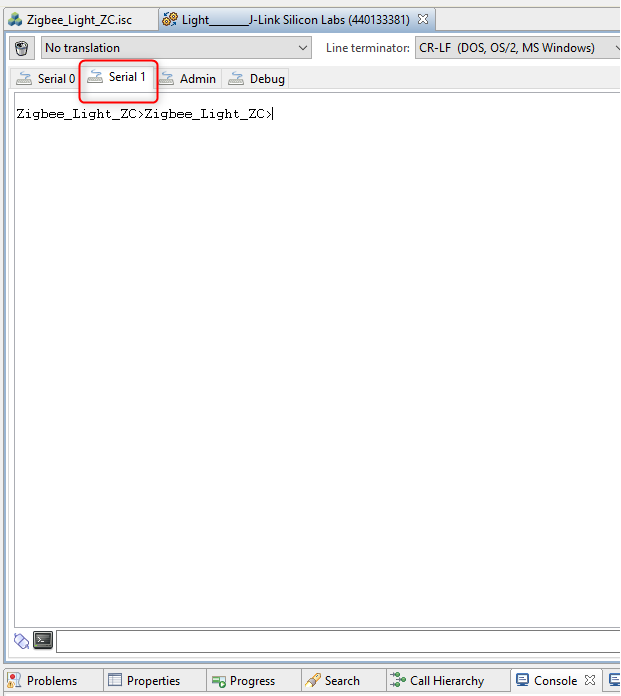 Zigbee_Light_ZC.isc Light_______J-Link Silicon Labs (440133381)
No translation Line terminator: CR-LF (DOS, OS/2, MS Windows)
Serial 0 Serial 1 Admin Debug
Zigbee_Light_ZC>Zigbee_Light_ZC>
Problems Properties Progress Search Call Hierarchy Console